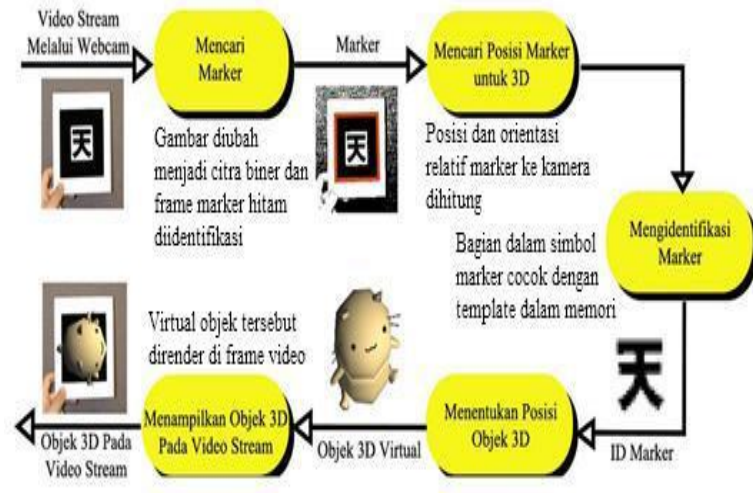 Video Stream
Melalui Webcam
Mencari
Marker
Marker
Mencari Posisi Marker
untuk 3D
天
Gambar diubah
menjadi citra biner dan
frame marker hitam
diidentifikasi
天
Posisi dan orientasi
relatif marker ke kamera
dihitung
Mengidentifikasi
Marker
Bagian dalam simbol
marker cocok dengan
template dalam memori
天
ID Marker
Menentukan Posisi
Objek 3D
Objek 3D Virtual
Virtual objek tersebut
dirender di frame video
Menampilkan Objek 3D
Pada Video Stream
Objek 3D Pada
Video Stream